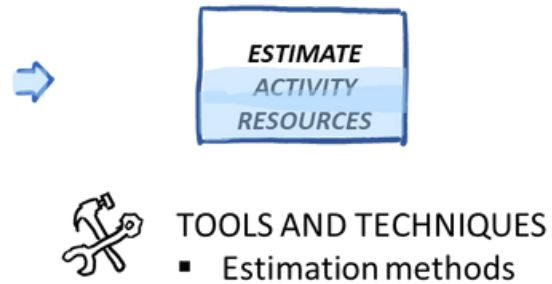 ESTIMATE
ACTIVITY
RESOURCES
TOOLS AND TECHNIQUES
▪ Estimation methods